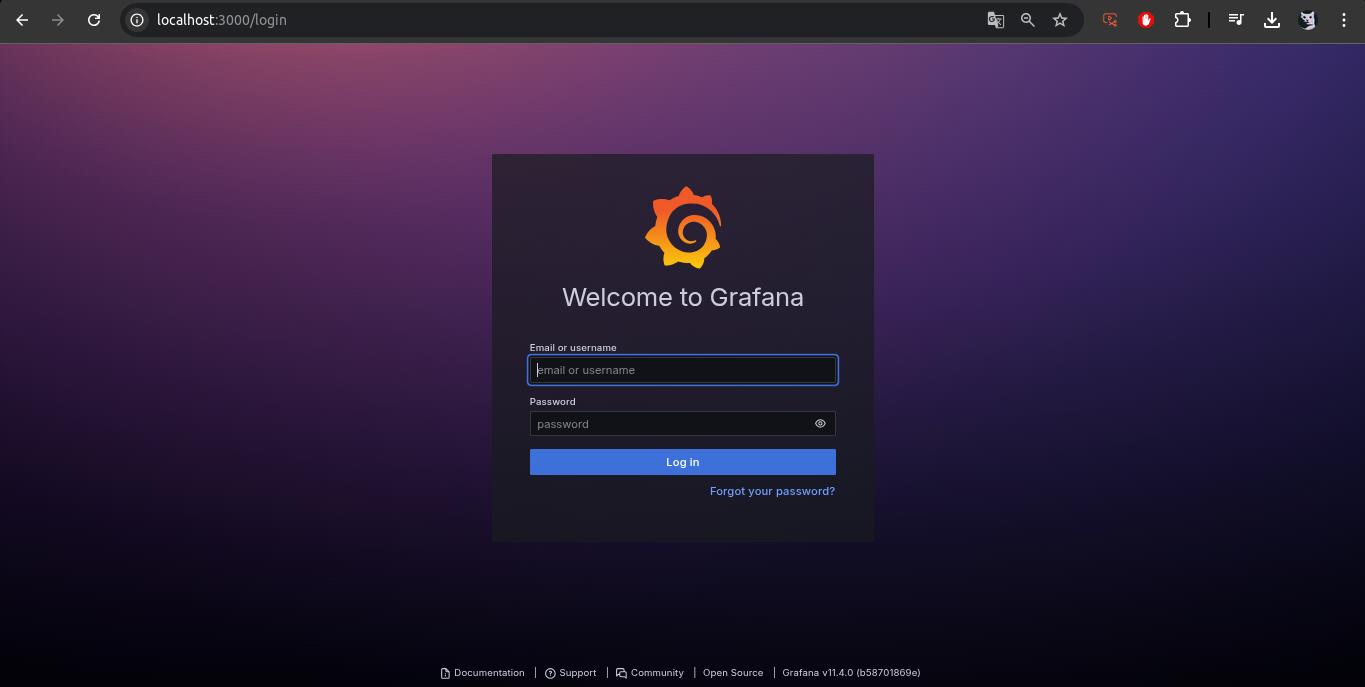 localhost:3000/login
Welcome to Grafana
Email or username
email or username
Password
password
Log in
Forgot your password?
Documentation | Support | Community | Open Source | Grafana v11.4.0 (b58701869e)